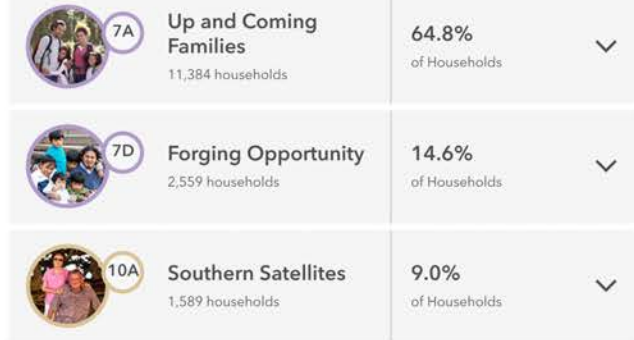 7A
Up and Coming
Families
11,384 households
64.8%
of Households
7D
Forging Opportunity
2,559 households
14.6%
of Households
10A
Southern Satellites
1,589 households
9.0%
of Households